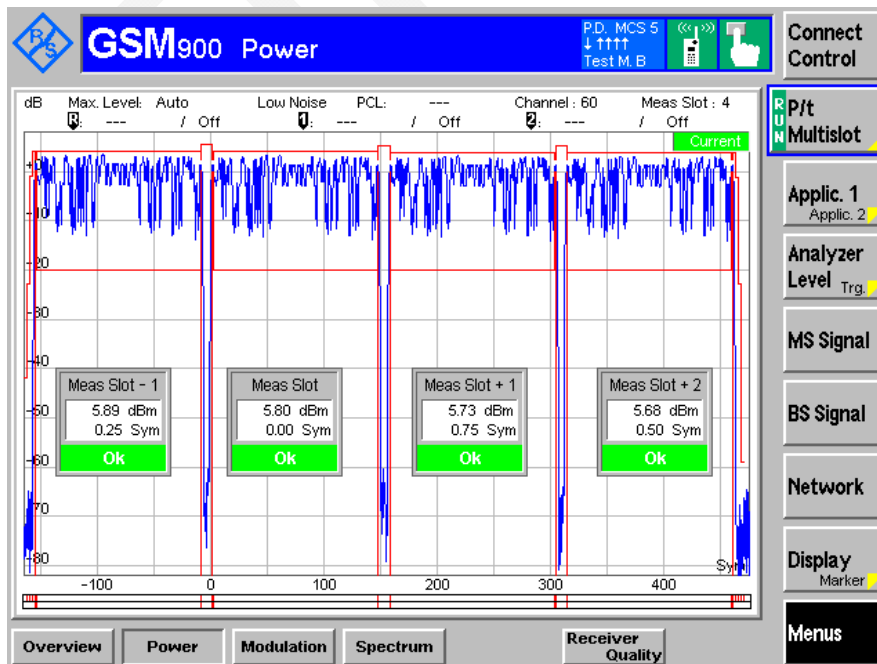 R&S
GSM900 Power
P.D. MCS 5
↓ ↑↑↑↑
Test M. B
Connect
Control
dB Max. Level: Auto Low Noise PCL: --- Channel : 60 Meas Slot : 4
R: --- / Off 1: --- / Off 2: --- / Off
RUN
P/t
Multislot
Current
-10
Applic. 1
Applic. 2
-20
Analyzer
Level Trg.
-30
MS Signal
-40
Meas Slot - 1 Meas Slot Meas Slot + 1 Meas Slot + 2
5.89 dBm 5.80 dBm 5.73 dBm 5.68 dBm
0.25 Sym 0.00 Sym 0.75 Sym 0.50 Sym
Ok Ok Ok Ok
-50
BS Signal
-60
Network
-70
-80
Display
Marker
-100 0 100 200 300 400
Menus
Overview Power Modulation Spectrum Receiver
Quality